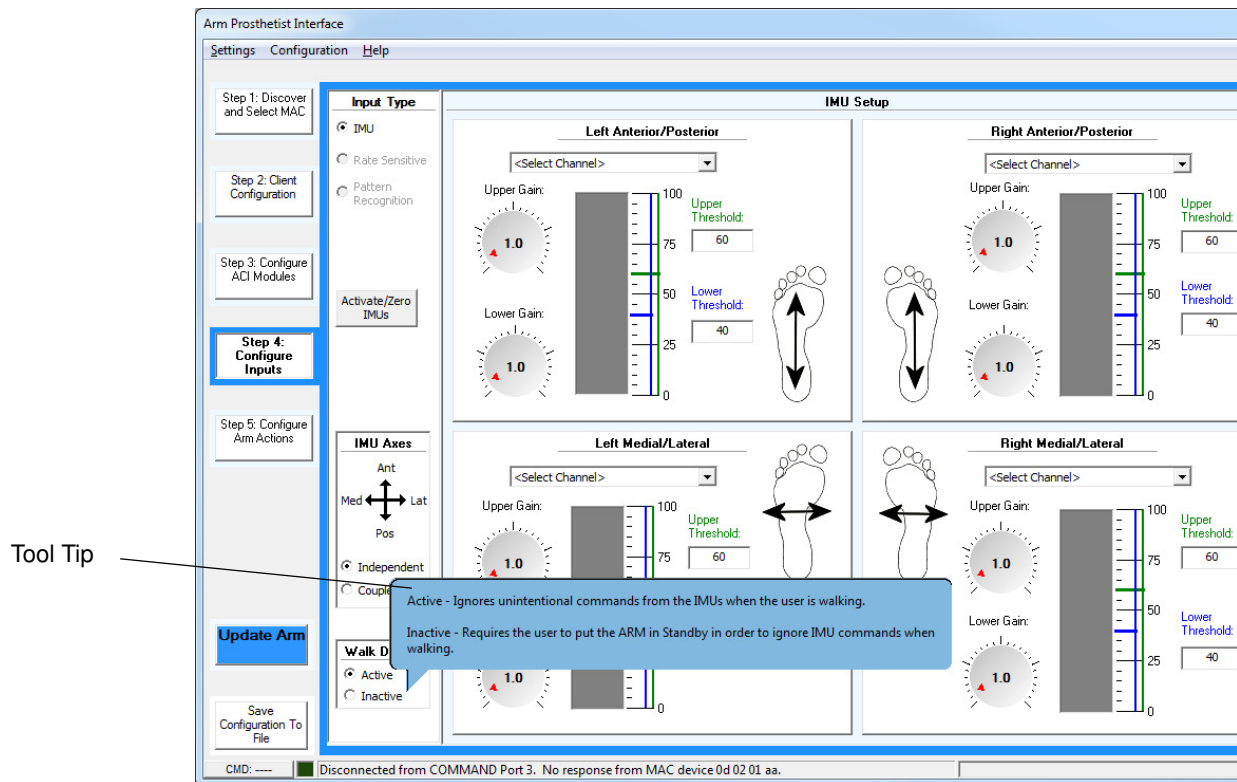 Arm Prosthetist Interface
Settings Configuration Help
Step 1: Discover
and Select MAC
Step 2: Client
Configuration
Step 3: Configure
ACI Modules
Step 4:
Configure
Inputs
Step 5: Configure
Arm Actions
Update Arm
Save
Configuration To
File
Input Type
IMU
Rate Sensitive
Pattern
Recognition
Activate/Zero
IMUs
IMU Axes
Ant
Med Lat
Pos
Independent
Couple
Walk D
Active
Inactive
IMU Setup
Left Anterior/Posterior
<Select Channel>
Upper Gain:
1.0
Lower Gain:
1.0
100
75
50
25
0
Upper
Threshold:
60
Lower
Threshold:
40
Right Anterior/Posterior
<Select Channel>
Upper Gain:
1.0
Lower Gain:
1.0
100
75
50
25
0
Upper
Threshold:
60
Lower
Threshold:
40
Left Medial/Lateral
<Select Channel>
Upper Gain:
1.0
1.0
100
75
0
Upper
Threshold:
60
Right Medial/Lateral
<Select Channel>
Upper Gain:
1.0
Lower Gain:
1.0
100
75
50
25
0
Upper
Threshold:
60
Lower
Threshold:
40
Tool Tip
Active - Ignores unintentional commands from the IMUs when the user is walking.
Inactive - Requires the user to put the ARM in Standby in order to ignore IMU commands when
walking.
CMD: ----
Disconnected from COMMAND Port 3. No response from MAC device 0d 02 01 aa.